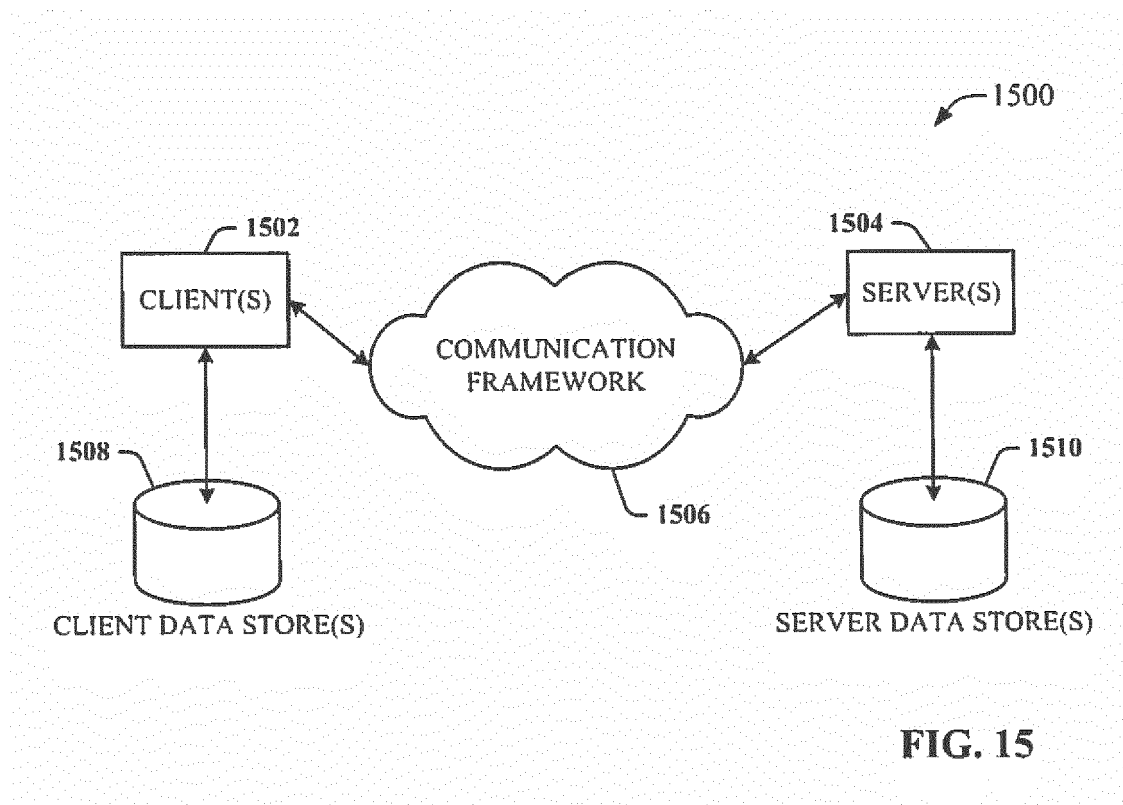 1500
1502
1504
CLIENT(S)
SERVER(S)
COMMUNICATION
FRAMEWORK
1508
1510
1506
CLIENT DATA STORE(S)
SERVER DATA STORE(S)
FIG. 15